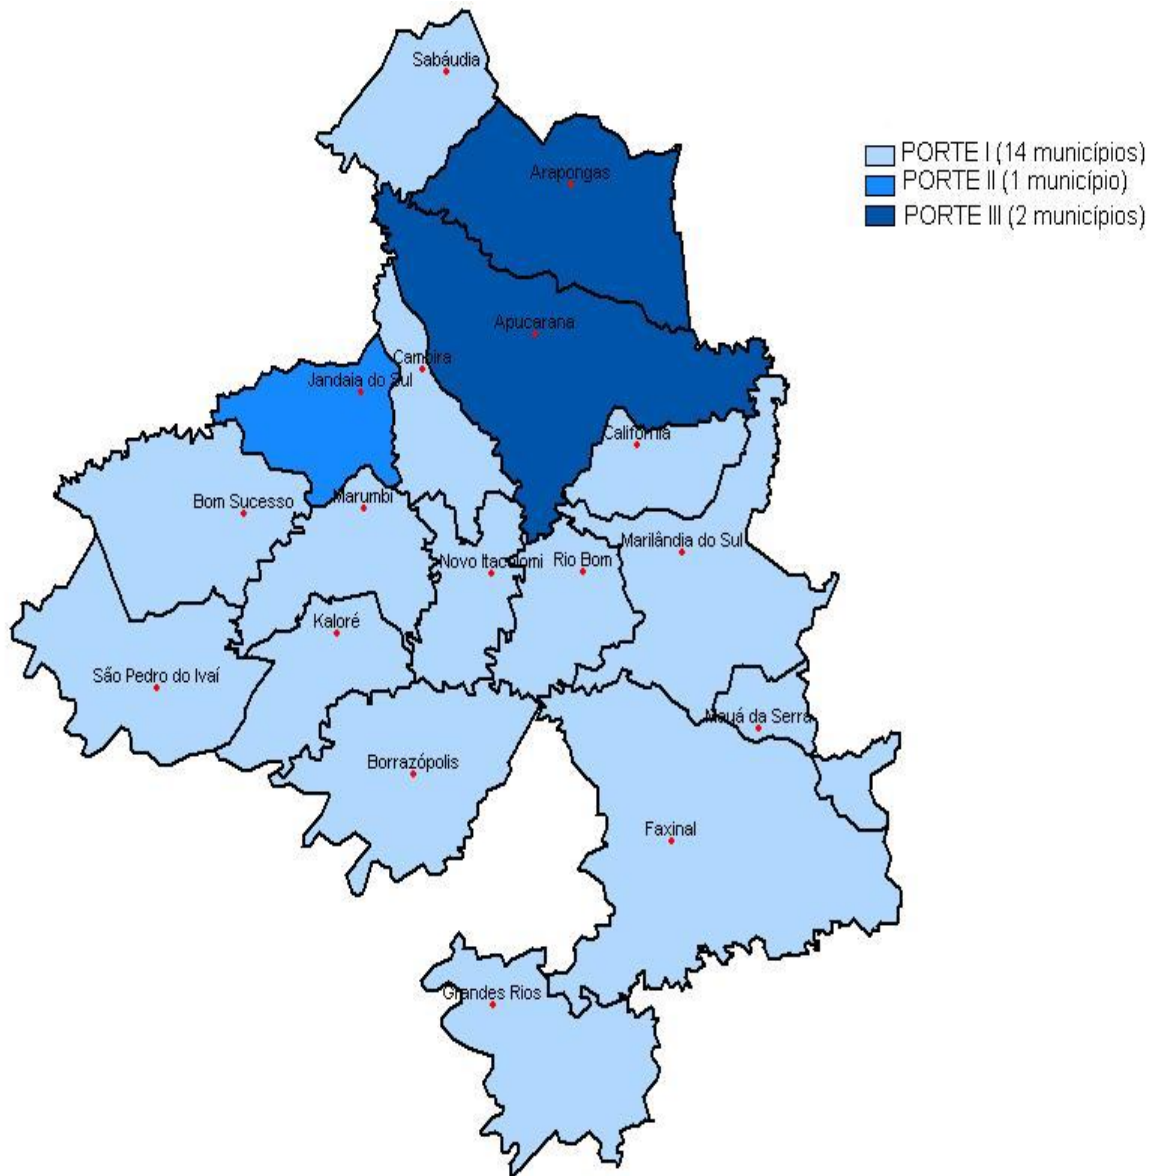 Sabáudia
PORTE I (14 municípios)
PORTE II (1 município)
PORTE III (2 municípios)
Arapongas
Apucarana
Cambira
Jandaia do Sul
Califórnia
Bom Sucesso
Marumbi
Marilândia do Sul
Novo Itacolomi
Rio Bom
Kaloré
São Pedro do Ivaí
Mauá da Serra
Borrazópolis
Faxinal
Grandes Rios